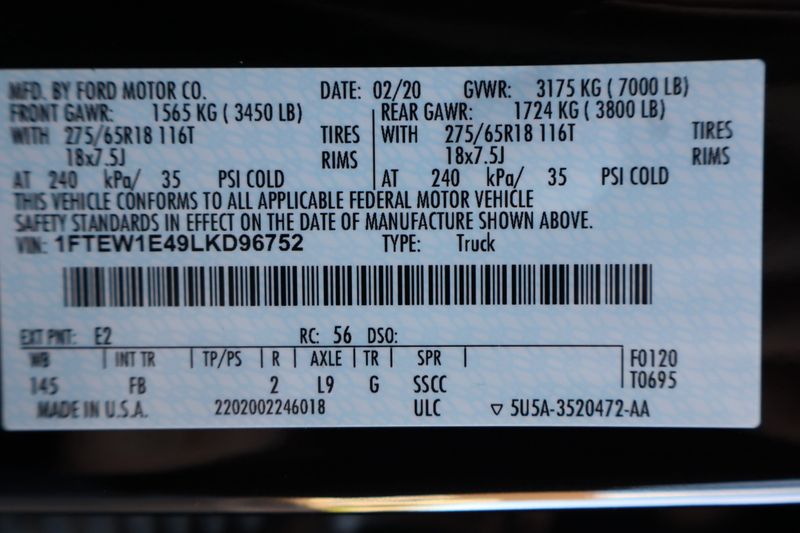 MFD. BY FORD MOTOR CO. DATE: 02/20 GVWR: 3175 KG ( 7000 LB)
FRONT GAWR: 1565 KG ( 3450 LB) REAR GAWR: 1724 KG ( 3800 LB)
WITH 275/65R18 116T TIRES WITH 275/65R18 116T TIRES
18x7.5J RIMS 18x7.5J RIMS
AT 240 kPa/ 35 PSI COLD AT 240 kPa/ 35 PSI COLD
THIS VEHICLE CONFORMS TO ALL APPLICABLE FEDERAL MOTOR VEHICLE
SAFETY STANDARDS IN EFFECT ON THE DATE OF MANUFACTURE SHOWN ABOVE.
VIN: 1FTEW1E49LKD96752 TYPE: Truck
EXT PNT: E2 RC: 56 DSO:
WB INT TR TP/PS R AXLE TR SPR F0120
145 FB 2 L9 G SSCC T0695
MADE IN U.S.A. 2202002246018 ULC ▽ 5U5A-3520472-AA